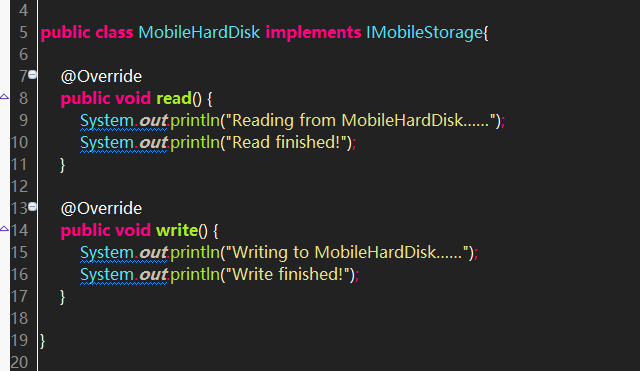 4
5 public class MobileHardDisk implements IMobileStorage{
6
7 @Override
8 public void read() {
9 System.out.println("Reading from MobileHardDisk......");
10 System.out.println("Read finished!");
11 }
12
13 @Override
14 public void write() {
15 System.out.println("Writing to MobileHardDisk......");
16 System.out.println("Write finished!");
17 }
18
19 }
20